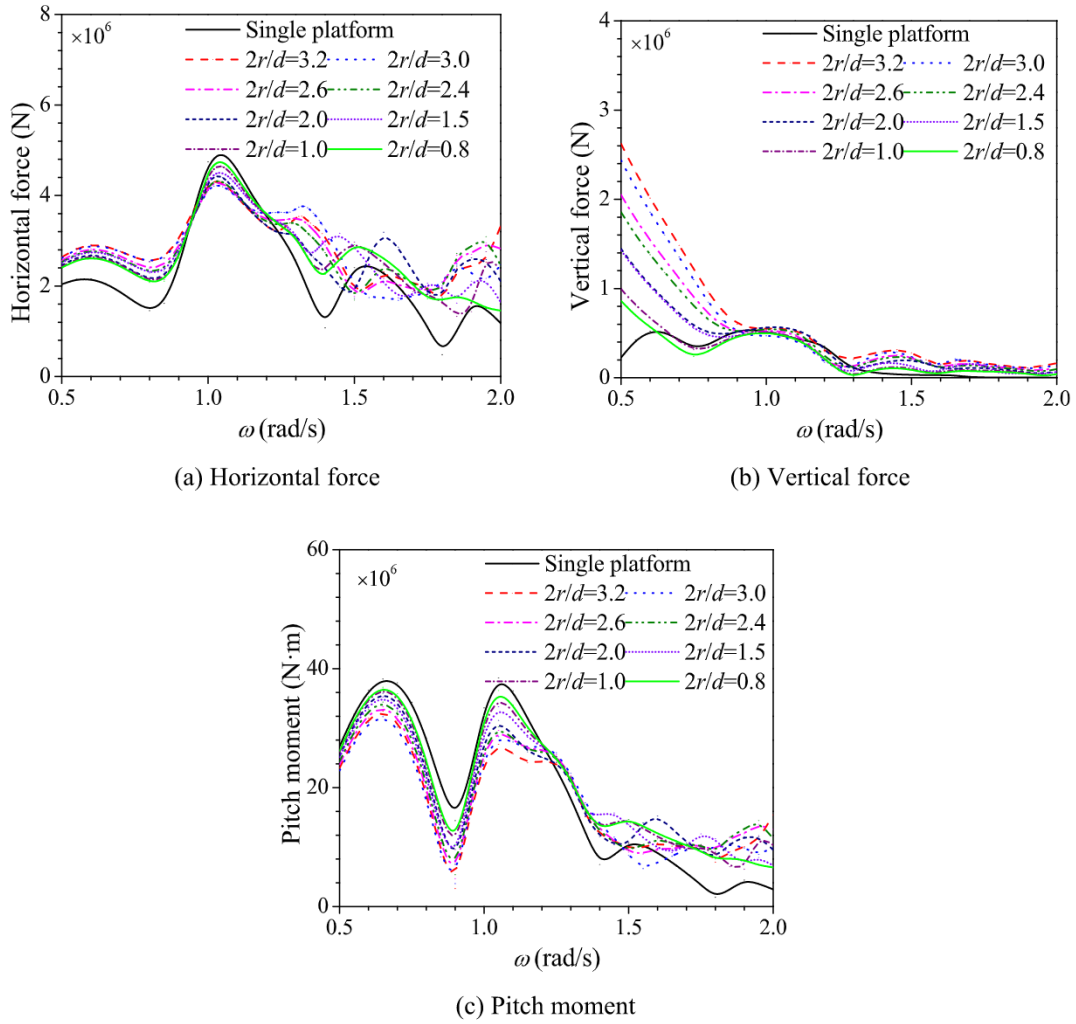 8
×10⁶
Single platform
2r/d=3.2 2r/d=3.0
2r/d=2.6 2r/d=2.4
2r/d=2.0 2r/d=1.5
2r/d=1.0 2r/d=0.8
6
4
2
0
Horizontal force (N)
0.5 1.0 1.5 2.0
ω (rad/s)
(a) Horizontal force
4
×10⁶
Single platform
2r/d=3.2 2r/d=3.0
2r/d=2.6 2r/d=2.4
2r/d=2.0 2r/d=1.5
2r/d=1.0 2r/d=0.8
3
2
1
0
Vertical force (N)
0.5 1.0 1.5 2.0
ω (rad/s)
(b) Vertical force
60
×10⁶
Single platform
2r/d=3.2 2r/d=3.0
2r/d=2.6 2r/d=2.4
2r/d=2.0 2r/d=1.5
2r/d=1.0 2r/d=0.8
40
20
0
Pitch moment (N·m)
0.5 1.0 1.5 2.0
ω (rad/s)
(c) Pitch moment